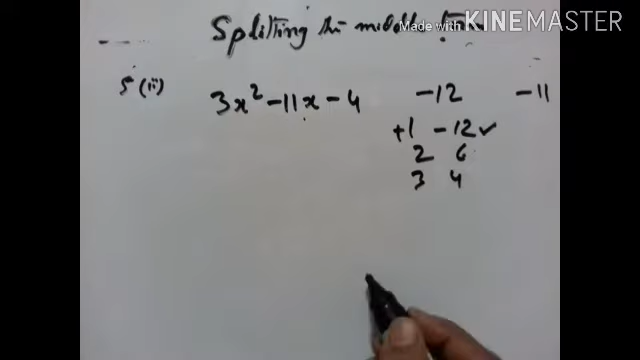 Splitting the middle term
Made with KINEMASTER
5 (ii) 3x² - 11x - 4 -12 -11
+1 -12 ✓
2 6
3 4